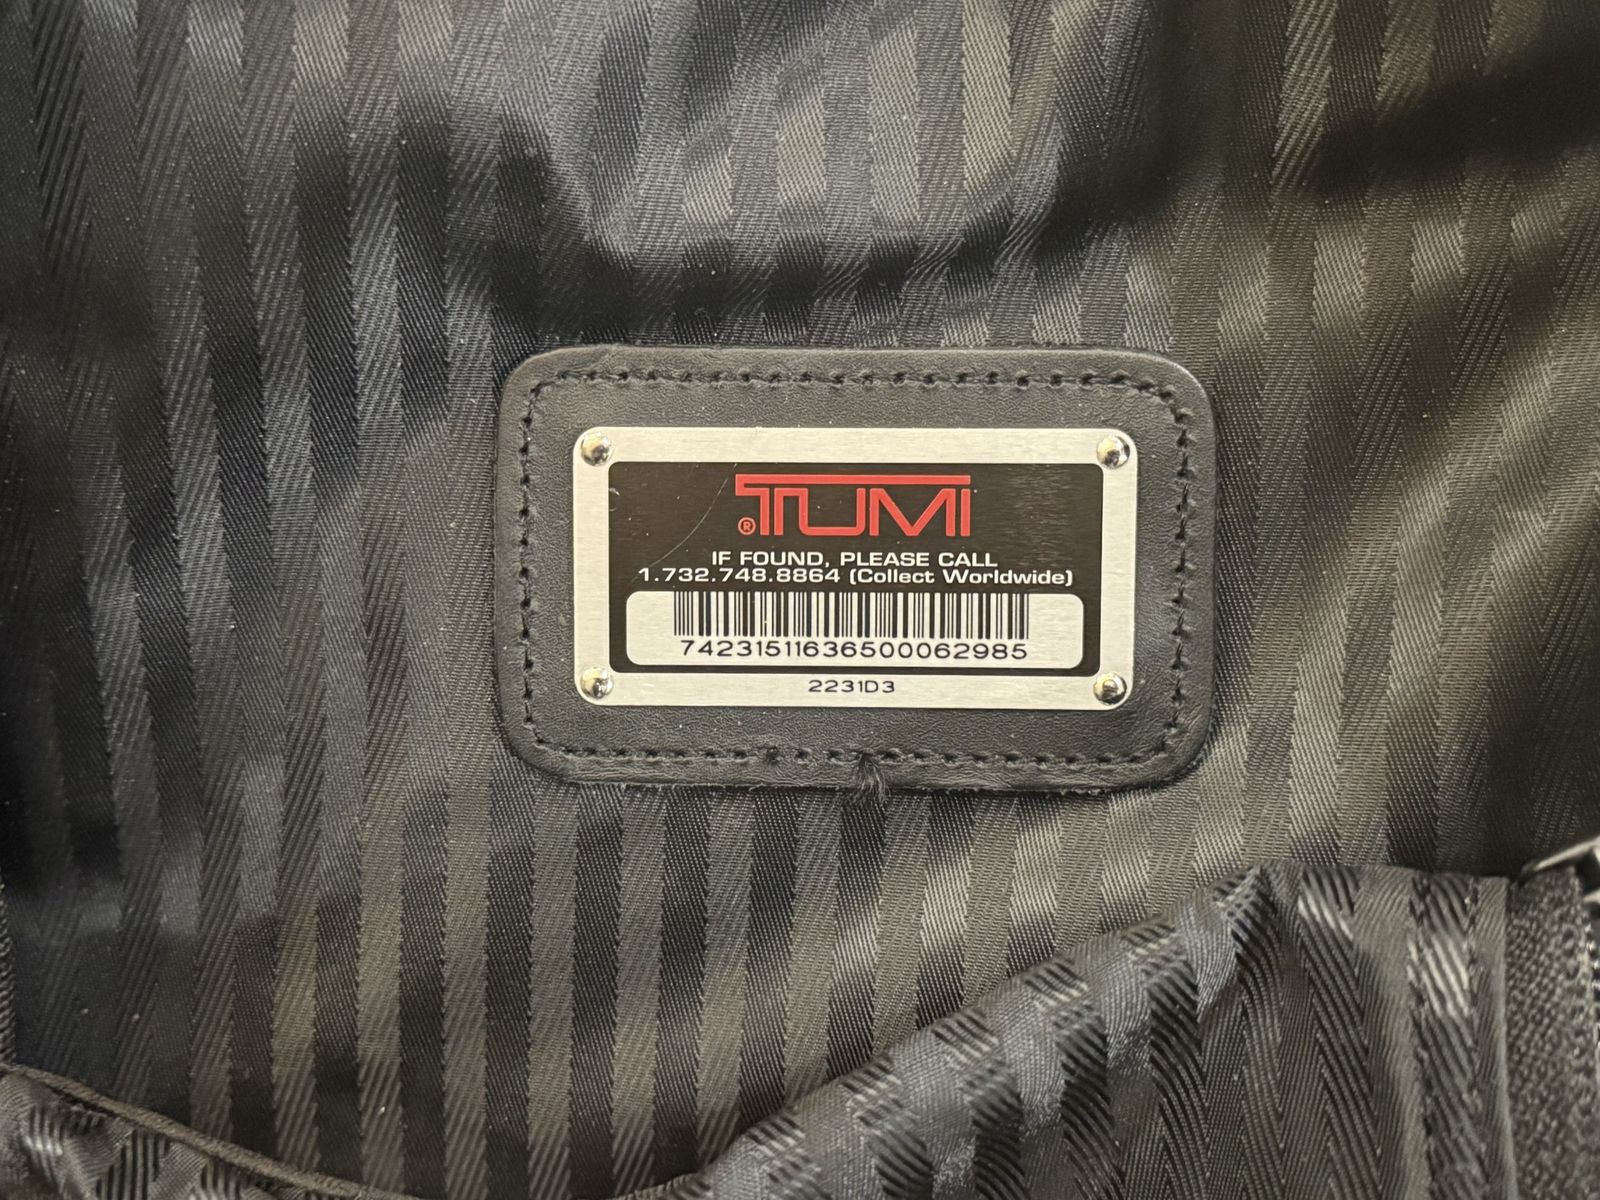 TUMI®
IF FOUND, PLEASE CALL
1.732.748.8864 (Collect Worldwide)
74231511636500062985
2231D3